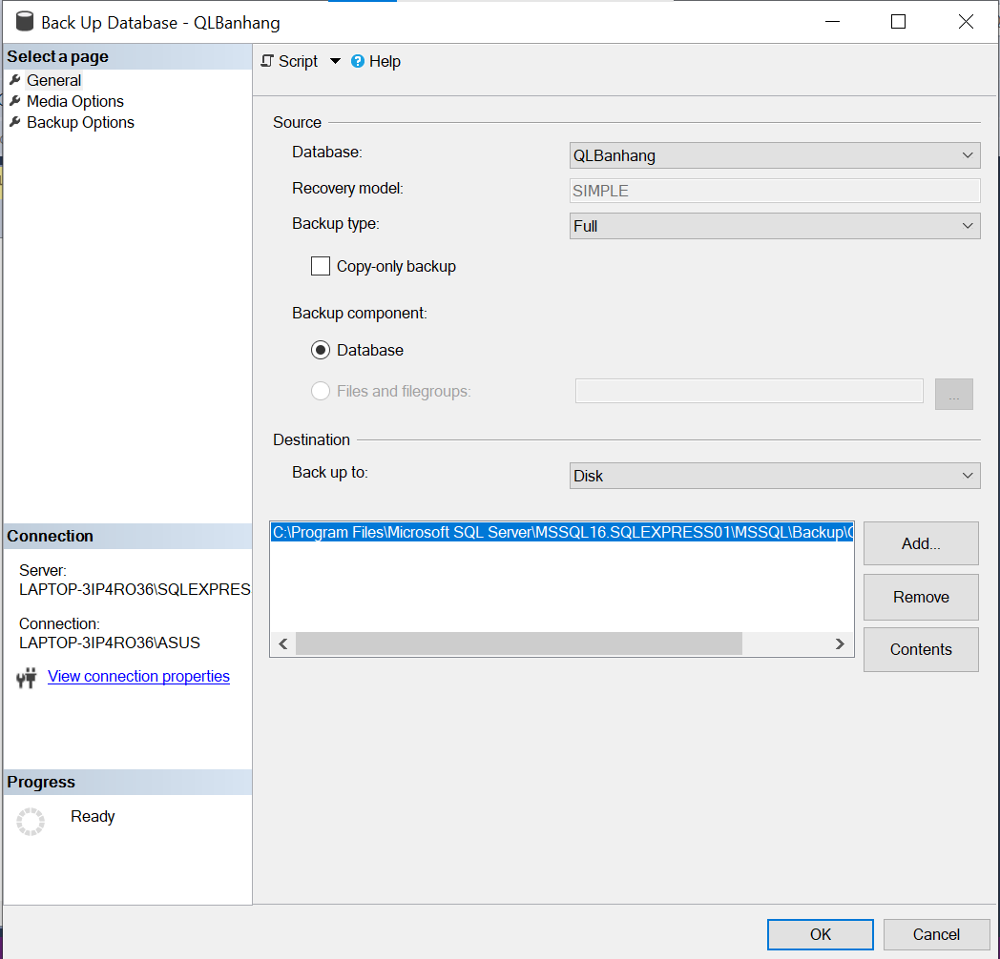 Back Up Database - QLBanhang
Select a page
General
Media Options
Backup Options
Script
Help
Source
Database:
QLBanhang
Recovery model:
SIMPLE
Backup type:
Full
Copy-only backup
Backup component:
Database
Files and filegroups:
...
Destination
Back up to:
Disk
C:\Program Files\Microsoft SQL Server\MSSQL16.SQLEXPRESS01\MSSQL\Backup\
Add...
Remove
Contents
Connection
Server:
LAPTOP-3IP4RO36\SQLEXPRES
Connection:
LAPTOP-3IP4RO36\ASUS
View connection properties
Progress
Ready
OK
Cancel